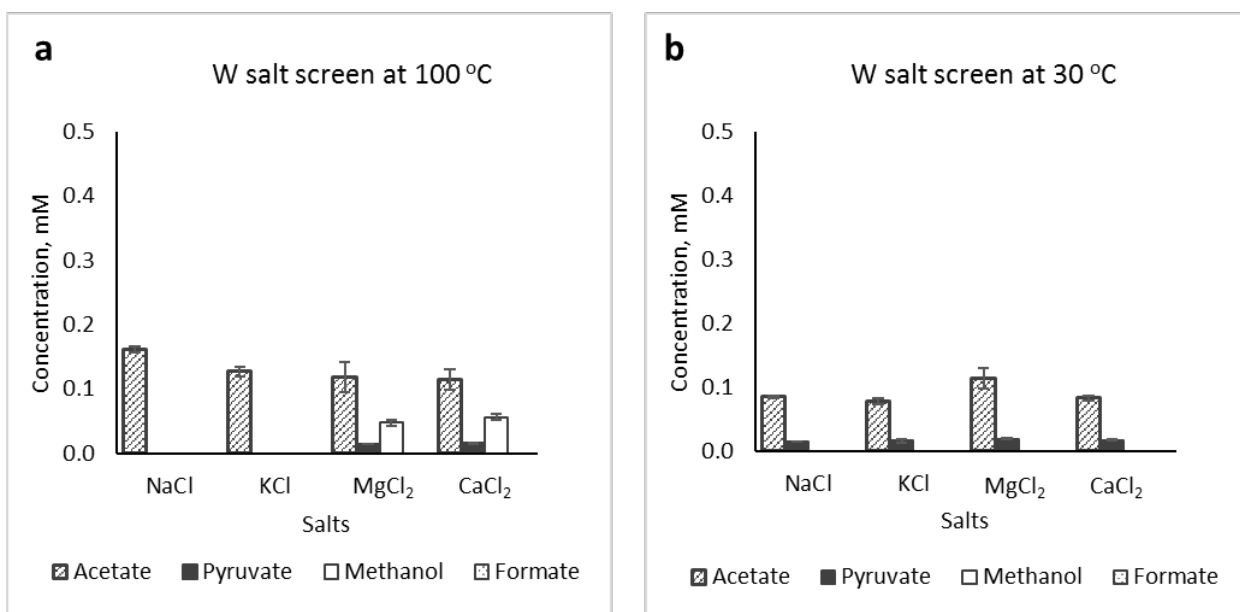 a
W salt screen at 100 °C
Concentration, mM
0.5
0.4
0.3
0.2
0.1
0.0
NaCl KCl MgCl₂ CaCl₂
Salts
Acetate Pyruvate Methanol Formate
b
W salt screen at 30 °C
Concentration, mM
0.5
0.4
0.3
0.2
0.1
0.0
NaCl KCl MgCl₂ CaCl₂
Salts
Acetate Pyruvate Methanol Formate